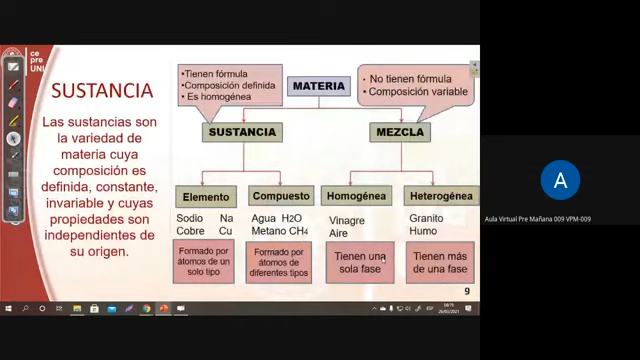 ce
pre
UNI
SUSTANCIA
Las sustancias son
la variedad de
materia cuya
composición es
definida, constante,
invariable y cuyas
propiedades son
independientes de
su origen.
•Tienen fórmula
•Composición definida
• Es homogénea
MATERIA
• No tienen fórmula
• Composición variable
SUSTANCIA
MEZCLA
Elemento
Compuesto
Homogénea
Heterogénea
Sodio Na
Cobre Cu
Agua H2O
Metano CH4
Vinagre
Aire
Granito
Humo
Formado por
átomos de un
solo tipo
Formado por
átomos de
diferentes tipos
Tienen una
sola fase
Tienen más
de una fase
9
A
Aula Virtual Pre Mañana 009 VPM-009
ESP
26/03/2021